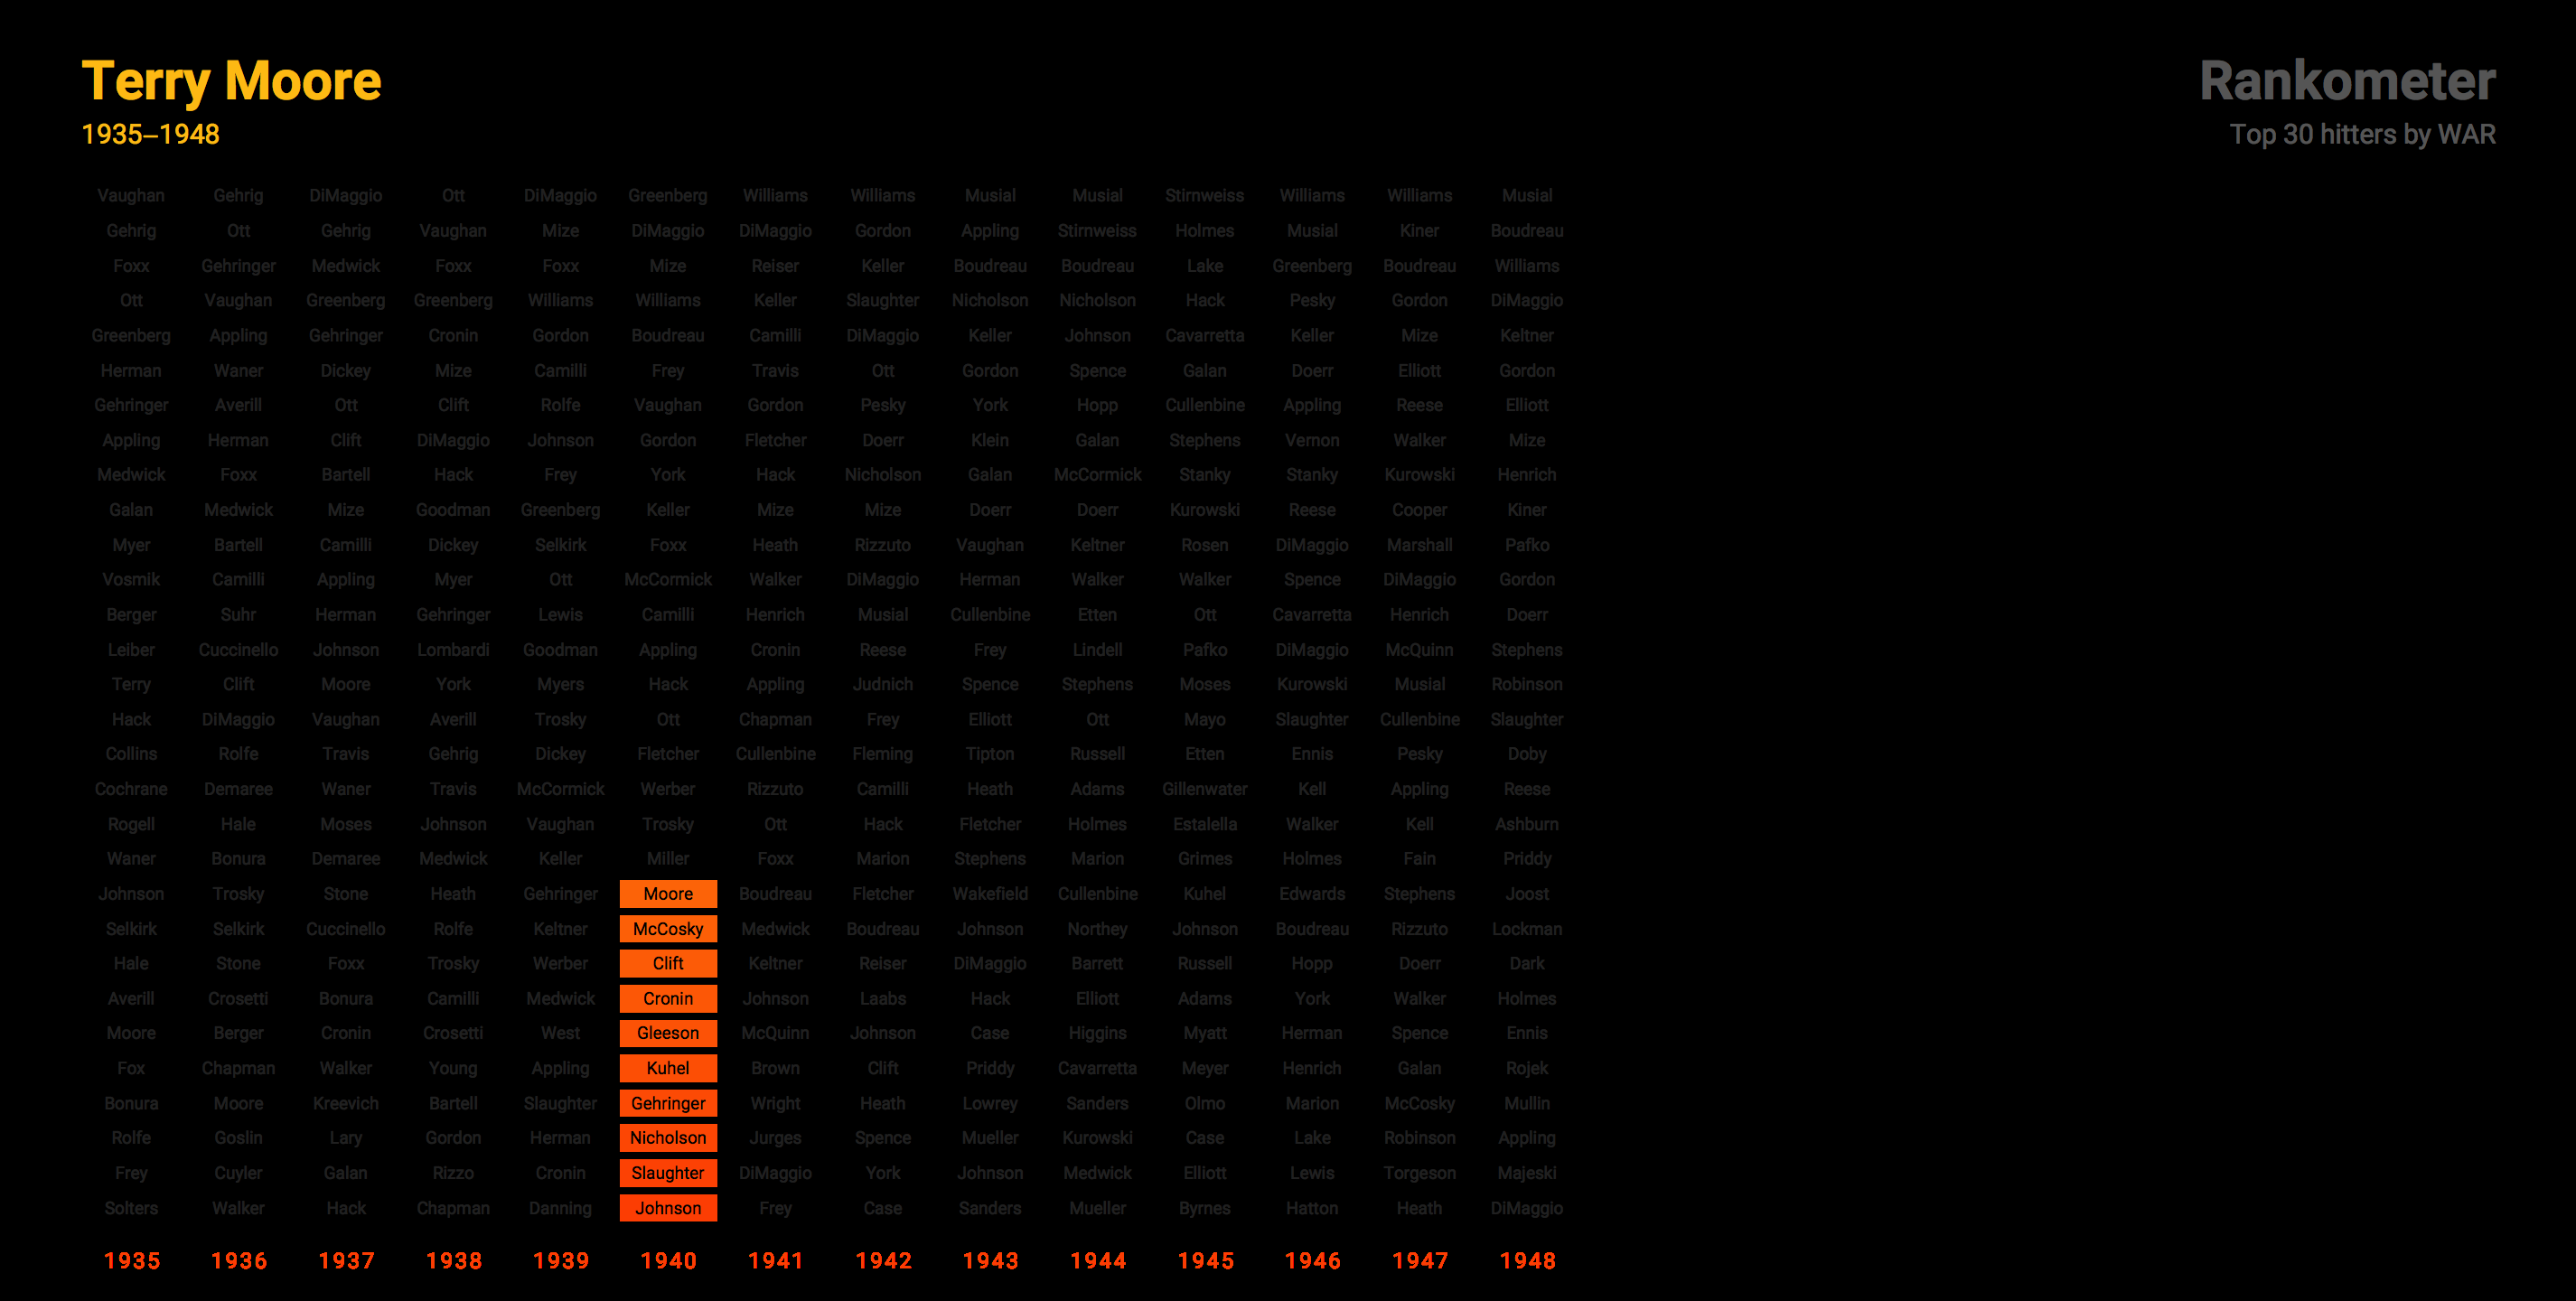 Terry Moore
1935–1948
Rankometer
Top 30 hitters by WAR
Vaughan Gehrig DiMaggio Ott DiMaggio Greenberg Williams Williams Musial Musial Stirnweiss Williams Williams Musial
Gehrig Ott Gehrig Vaughan Mize DiMaggio DiMaggio Gordon Appling Stirnweiss Holmes Musial Kiner Boudreau
Foxx Gehringer Medwick Foxx Foxx Mize Reiser Keller Boudreau Boudreau Lake Greenberg Boudreau Williams
Ott Vaughan Greenberg Greenberg Williams Williams Keller Slaughter Nicholson Nicholson Hack Pesky Gordon DiMaggio
Greenberg Appling Gehringer Cronin Gordon Boudreau Camilli DiMaggio Keller Johnson Cavarretta Keller Mize Keltner
Herman Waner Dickey Mize Camilli Frey Travis Ott Gordon Spence Galan Doerr Elliott Gordon
Gehringer Averill Ott Clift Rolfe Vaughan Gordon Pesky York Hopp Cullenbine Appling Reese Elliott
Appling Herman Clift DiMaggio Johnson Gordon Fletcher Doerr Klein Galan Stephens Vernon Walker Mize
Medwick Foxx Bartell Hack Frey York Hack Nicholson Galan McCormick Stanky Stanky Kurowski Henrich
Galan Medwick Mize Goodman Greenberg Keller Mize Mize Doerr Doerr Kurowski Reese Cooper Kiner
Myer Bartell Camilli Dickey Selkirk Foxx Heath Rizzuto Vaughan Keltner Rosen DiMaggio Marshall Pafko
Vosmik Camilli Appling Myer Ott McCormick Walker DiMaggio Herman Walker Walker Spence DiMaggio Gordon
Berger Suhr Herman Gehringer Lewis Camilli Henrich Musial Cullenbine Etten Ott Cavarretta Henrich Doerr
Leiber Cuccinello Johnson Lombardi Goodman Appling Cronin Reese Frey Lindell Pafko DiMaggio McQuinn Stephens
Terry Clift Moore York Myers Hack Appling Judnich Spence Stephens Moses Kurowski Musial Robinson
Hack DiMaggio Vaughan Averill Trosky Ott Chapman Frey Elliott Ott Mayo Slaughter Cullenbine Slaughter
Collins Rolfe Travis Gehrig Dickey Fletcher Cullenbine Fleming Tipton Russell Etten Ennis Pesky Doby
Cochrane Demaree Waner Travis McCormick Werber Rizzuto Camilli Heath Adams Gillenwater Kell Appling Reese
Rogell Hale Moses Johnson Vaughan Trosky Ott Hack Fletcher Holmes Estalella Walker Kell Ashburn
Waner Bonura Demaree Medwick Keller Miller Foxx Marion Stephens Marion Grimes Holmes Fain Priddy
Johnson Trosky Stone Heath Gehringer Moore Boudreau Fletcher Wakefield Cullenbine Kuhel Edwards Stephens Joost
Selkirk Selkirk Cuccinello Rolfe Keltner McCosky Medwick Boudreau Johnson Northey Johnson Boudreau Rizzuto Lockman
Hale Stone Foxx Trosky Werber Clift Keltner Reiser DiMaggio Barrett Russell Hopp Doerr Dark
Averill Crosetti Bonura Camilli Medwick Cronin Johnson Laabs Hack Elliott Adams York Walker Holmes
Moore Berger Cronin Crosetti West Gleeson McQuinn Johnson Case Higgins Myatt Herman Spence Ennis
Fox Chapman Walker Young Appling Kuhel Brown Clift Priddy Cavarretta Meyer Henrich Galan Rojek
Bonura Moore Kreevich Bartell Slaughter Gehringer Wright Heath Lowrey Sanders Olmo Marion McCosky Mullin
Rolfe Goslin Lary Gordon Herman Nicholson Jurges Spence Mueller Kurowski Case Lake Robinson Appling
Frey Cuyler Galan Rizzo Cronin Slaughter DiMaggio York Johnson Medwick Elliott Lewis Torgeson Majeski
Solters Walker Hack Chapman Danning Johnson Frey Case Sanders Mueller Byrnes Hatton Heath DiMaggio
1935 1936 1937 1938 1939 1940 1941 1942 1943 1944 1945 1946 1947 1948